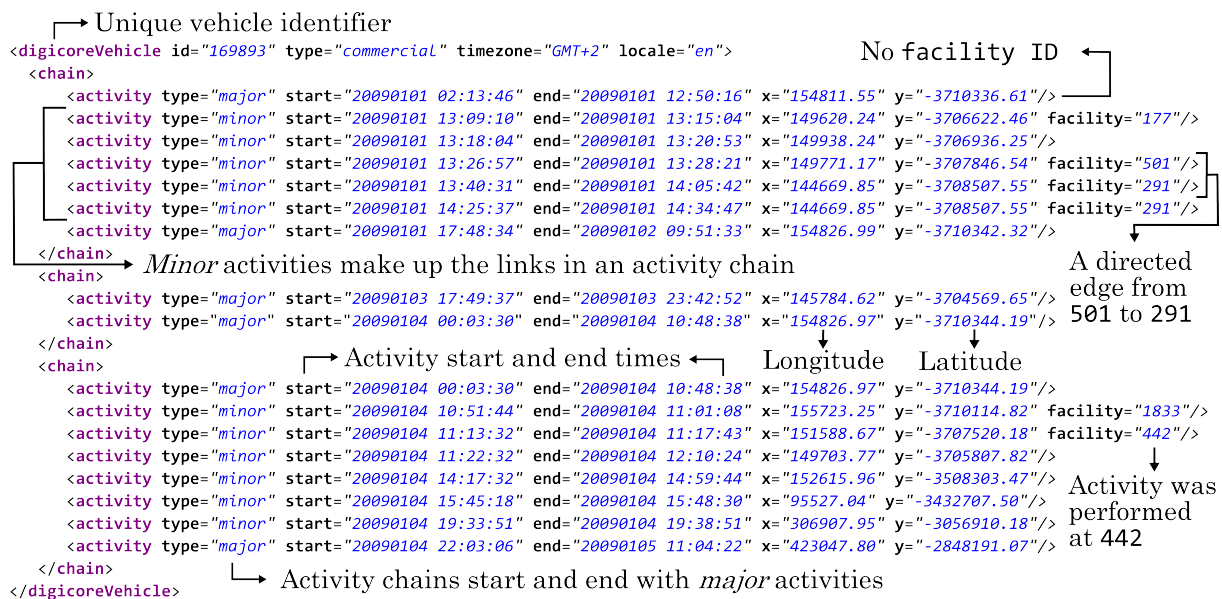 Unique vehicle identifier
<digicoreVehicle id="169893" type="commercial" timezone="GMT+2" locale="en">
No facility ID
<chain>
<activity type="major" start="20090101 02:13:46" end="20090101 12:50:16" x="154811.55" y="-3710336.61"/>
<activity type="minor" start="20090101 13:09:10" end="20090101 13:15:04" x="149620.24" y="-3706622.46" facility="177"/>
<activity type="minor" start="20090101 13:18:04" end="20090101 13:20:53" x="149938.24" y="-3706936.25"/>
<activity type="minor" start="20090101 13:26:57" end="20090101 13:28:21" x="149771.17" y="-3707846.54" facility="501"/>
<activity type="minor" start="20090101 13:40:31" end="20090101 14:05:42" x="144669.85" y="-3708507.55" facility="291"/>
<activity type="minor" start="20090101 14:25:37" end="20090101 14:34:47" x="144669.85" y="-3708507.55" facility="291"/>
<activity type="major" start="20090101 17:48:34" end="20090102 09:51:33" x="154826.99" y="-3710342.32"/>
</chain>
Minor activities make up the links in an activity chain
A directed
edge from
501 to 291
<chain>
<activity type="major" start="20090103 17:49:37" end="20090103 23:42:52" x="145784.62" y="-3704569.65"/>
<activity type="major" start="20090104 00:03:30" end="20090104 10:48:38" x="154826.97" y="-3710344.19"/>
</chain>
Activity start and end times
Longitude
Latitude
<chain>
<activity type="major" start="20090104 00:03:30" end="20090104 10:48:38" x="154826.97" y="-3710344.19"/>
<activity type="minor" start="20090104 10:51:44" end="20090104 11:01:08" x="155723.25" y="-3710114.82" facility="1833"/>
<activity type="minor" start="20090104 11:13:32" end="20090104 11:17:43" x="151588.67" y="-3707520.18" facility="442"/>
<activity type="minor" start="20090104 11:22:32" end="20090104 12:10:24" x="149703.77" y="-3705807.82"/>
<activity type="minor" start="20090104 14:17:32" end="20090104 14:59:44" x="152615.96" y="-3508303.47"/>
<activity type="minor" start="20090104 15:45:18" end="20090104 15:48:30" x="95527.04" y="-3432707.50"/>
<activity type="minor" start="20090104 19:33:51" end="20090104 19:38:51" x="306907.95" y="-3056910.18"/>
<activity type="major" start="20090104 22:03:06" end="20090105 11:04:22" x="423047.80" y="-2848191.07"/>
Activity was
performed
at 442
</chain>
Activity chains start and end with major activities
</digicoreVehicle>